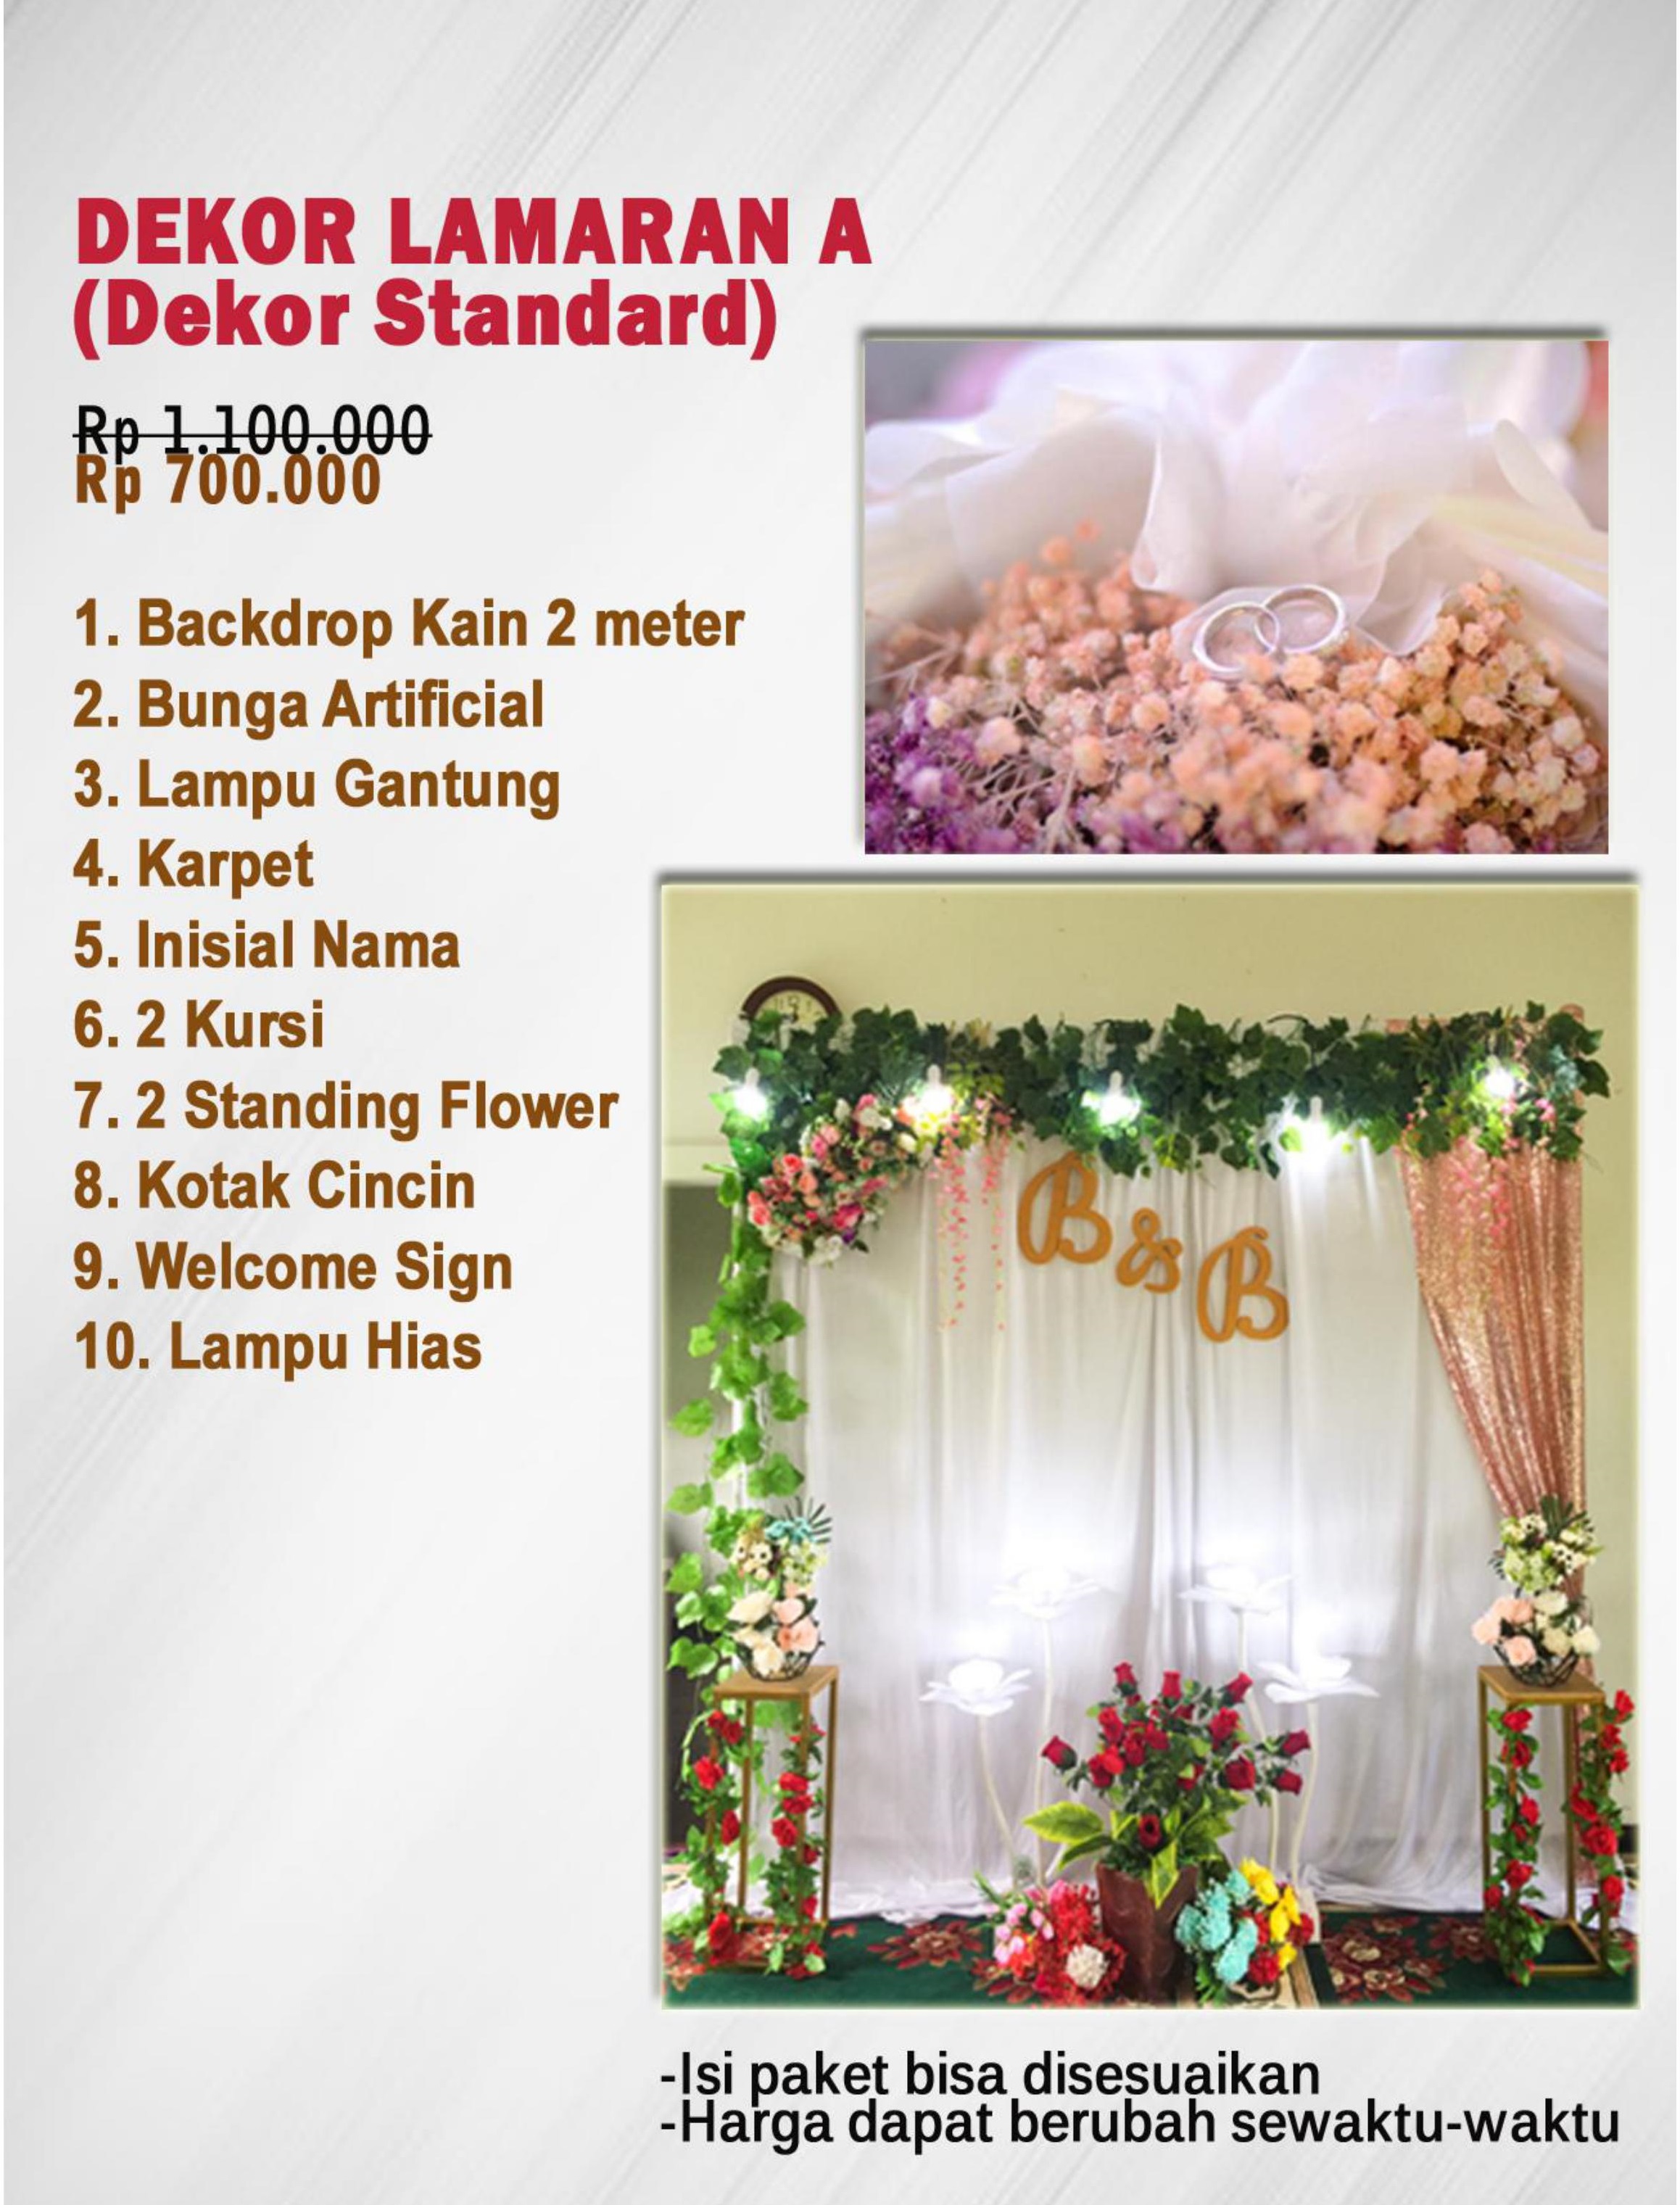 DEKOR LAMARAN A
(Dekor Standard)
Rp 1.100.000
Rp 700.000
1. Backdrop Kain 2 meter
2. Bunga Artificial
3. Lampu Gantung
4. Karpet
5. Inisial Nama
6. 2 Kursi
7. 2 Standing Flower
8. Kotak Cincin
9. Welcome Sign
10. Lampu Hias
B & B
-Isi paket bisa disesuaikan
-Harga dapat berubah sewaktu-waktu